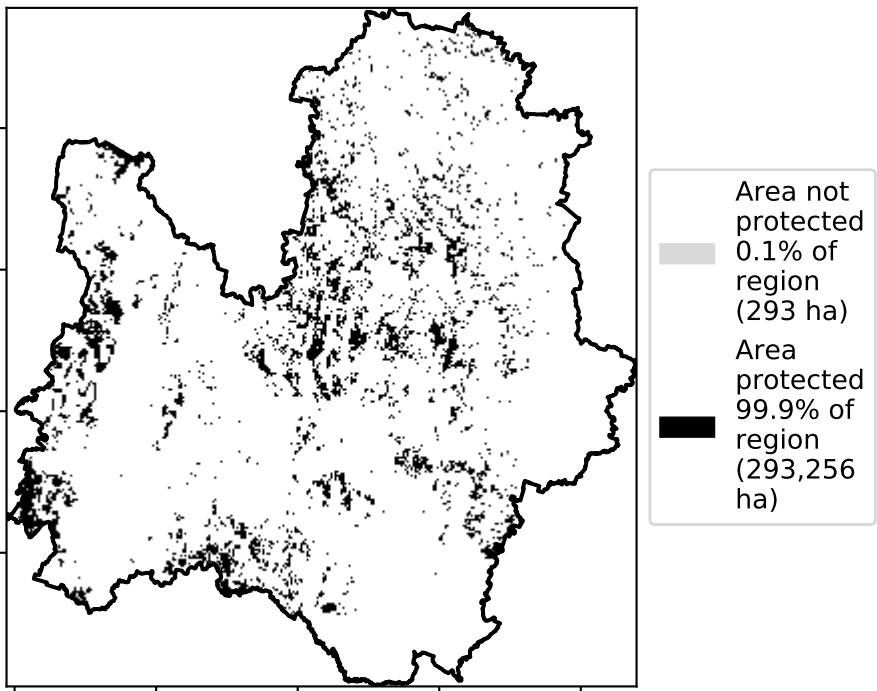 Area not
protected
0.1% of
region
(293 ha)
Area
protected
99.9% of
region
(293,256
ha)